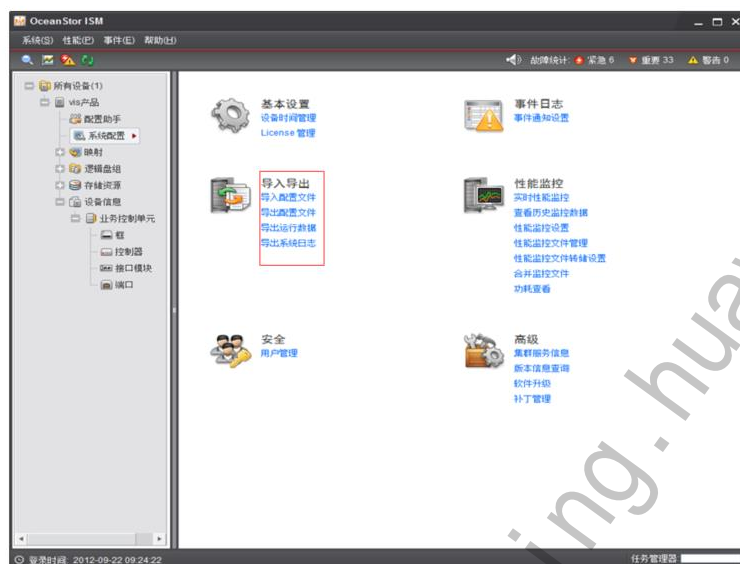 OceanStor ISM
系统(S) 性能(P) 事件(E) 帮助(H)
故障统计: 紧急 6 重要 33 警告 0
所有设备(1)
vis产品
配置助手
系统配置
映射
逻辑盘组
存储资源
设备信息
业务控制单元
框
控制器
接口模块
端口
基本设置
设备时间管理
License 管理
事件日志
事件通知设置
导入导出
导入配置文件
导出配置文件
导出运行数据
导出系统日志
性能监控
实时性能监控
查看历史监控数据
性能监控设置
性能监控文件管理
性能监控文件转储设置
合并监控文件
功耗查看
安全
用户管理
高级
集群服务信息
版本信息查询
软件升级
补丁管理
登录时间: 2012-09-22 09:24:22
任务管理器
ing.hua